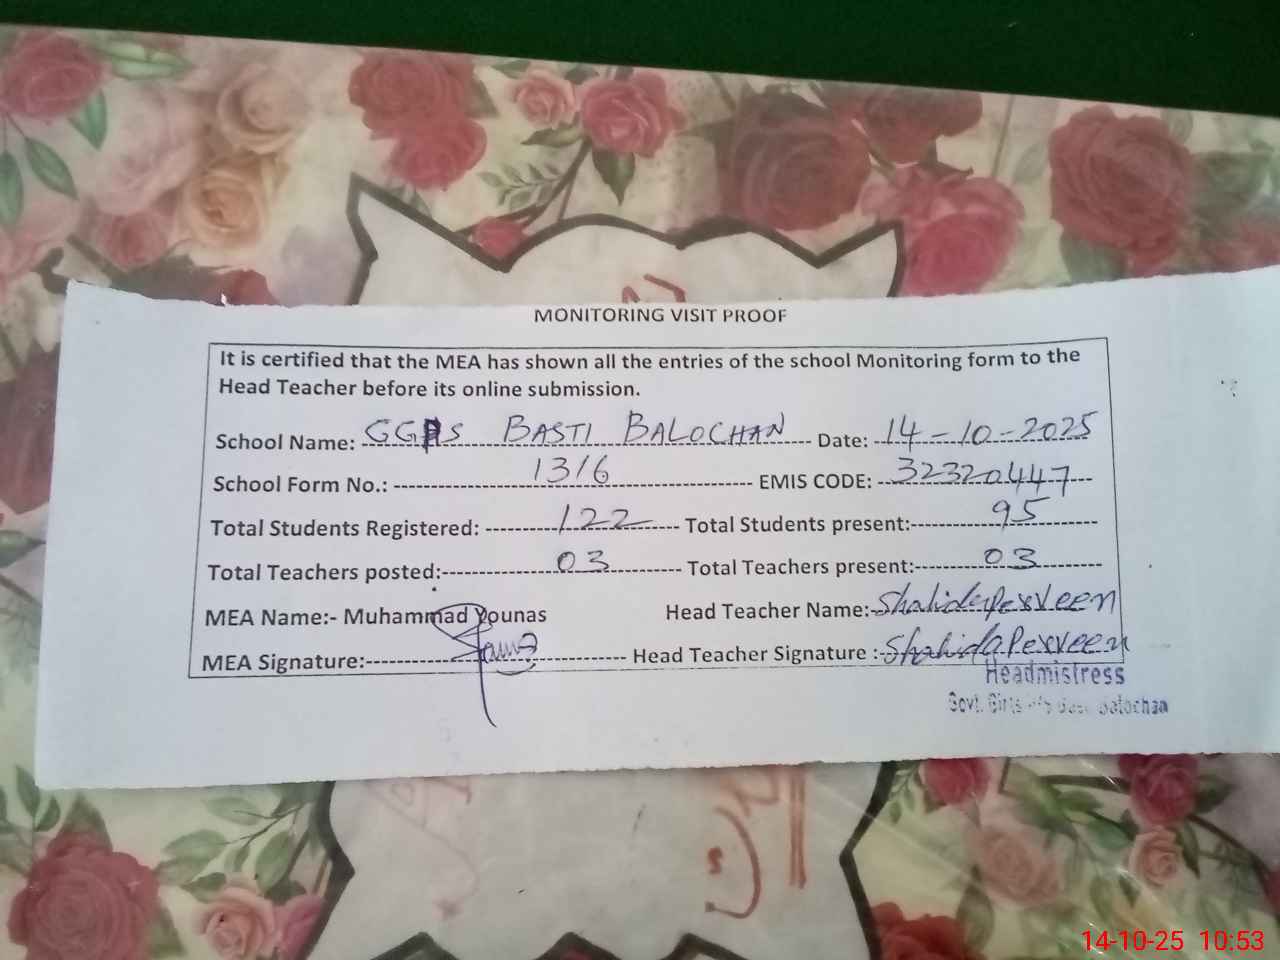 MONITORING VISIT PROOF
It is certified that the MEA has shown all the entries of the school Monitoring form to the
Head Teacher before its online submission.
School Name: GGPS BASTI BALOCHAN Date: 14-10-2025
School Form No.: 1316 EMIS CODE: 32320447
Total Students Registered: 122 Total Students present: 95
Total Teachers posted: 03 Total Teachers present: 03
MEA Name:- Muhammad Younas Head Teacher Name: Shahida Perveen
MEA Signature: Head Teacher Signature : Shahida Perveen
Headmistress
Govt. Girls Balochan
14-10-25 10:53